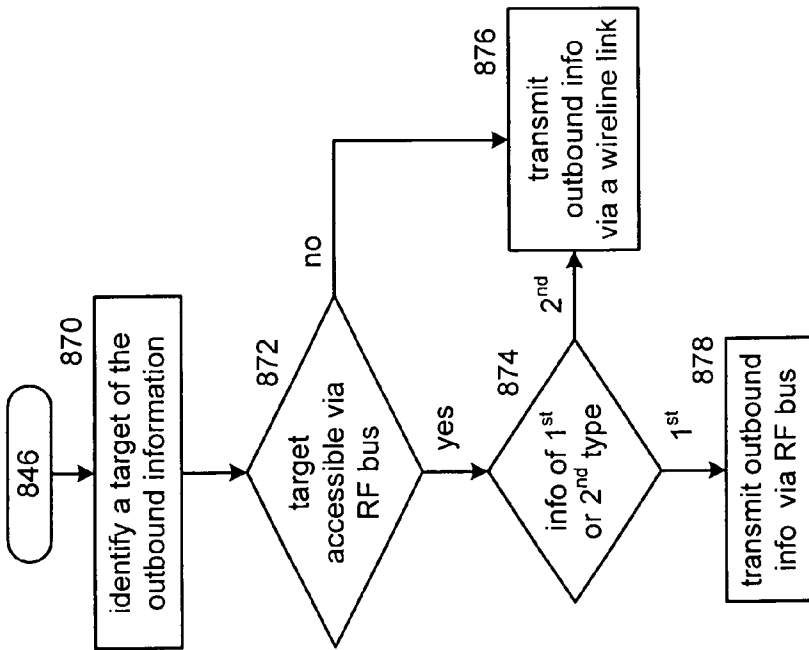 846
870
identify a target of the
outbound information
872
target
accessible via
RF bus
no
yes
874
info of 1st
or 2nd type
2nd
876
transmit
outbound info
via a wireline link
1st
878
transmit outbound
info via RF bus